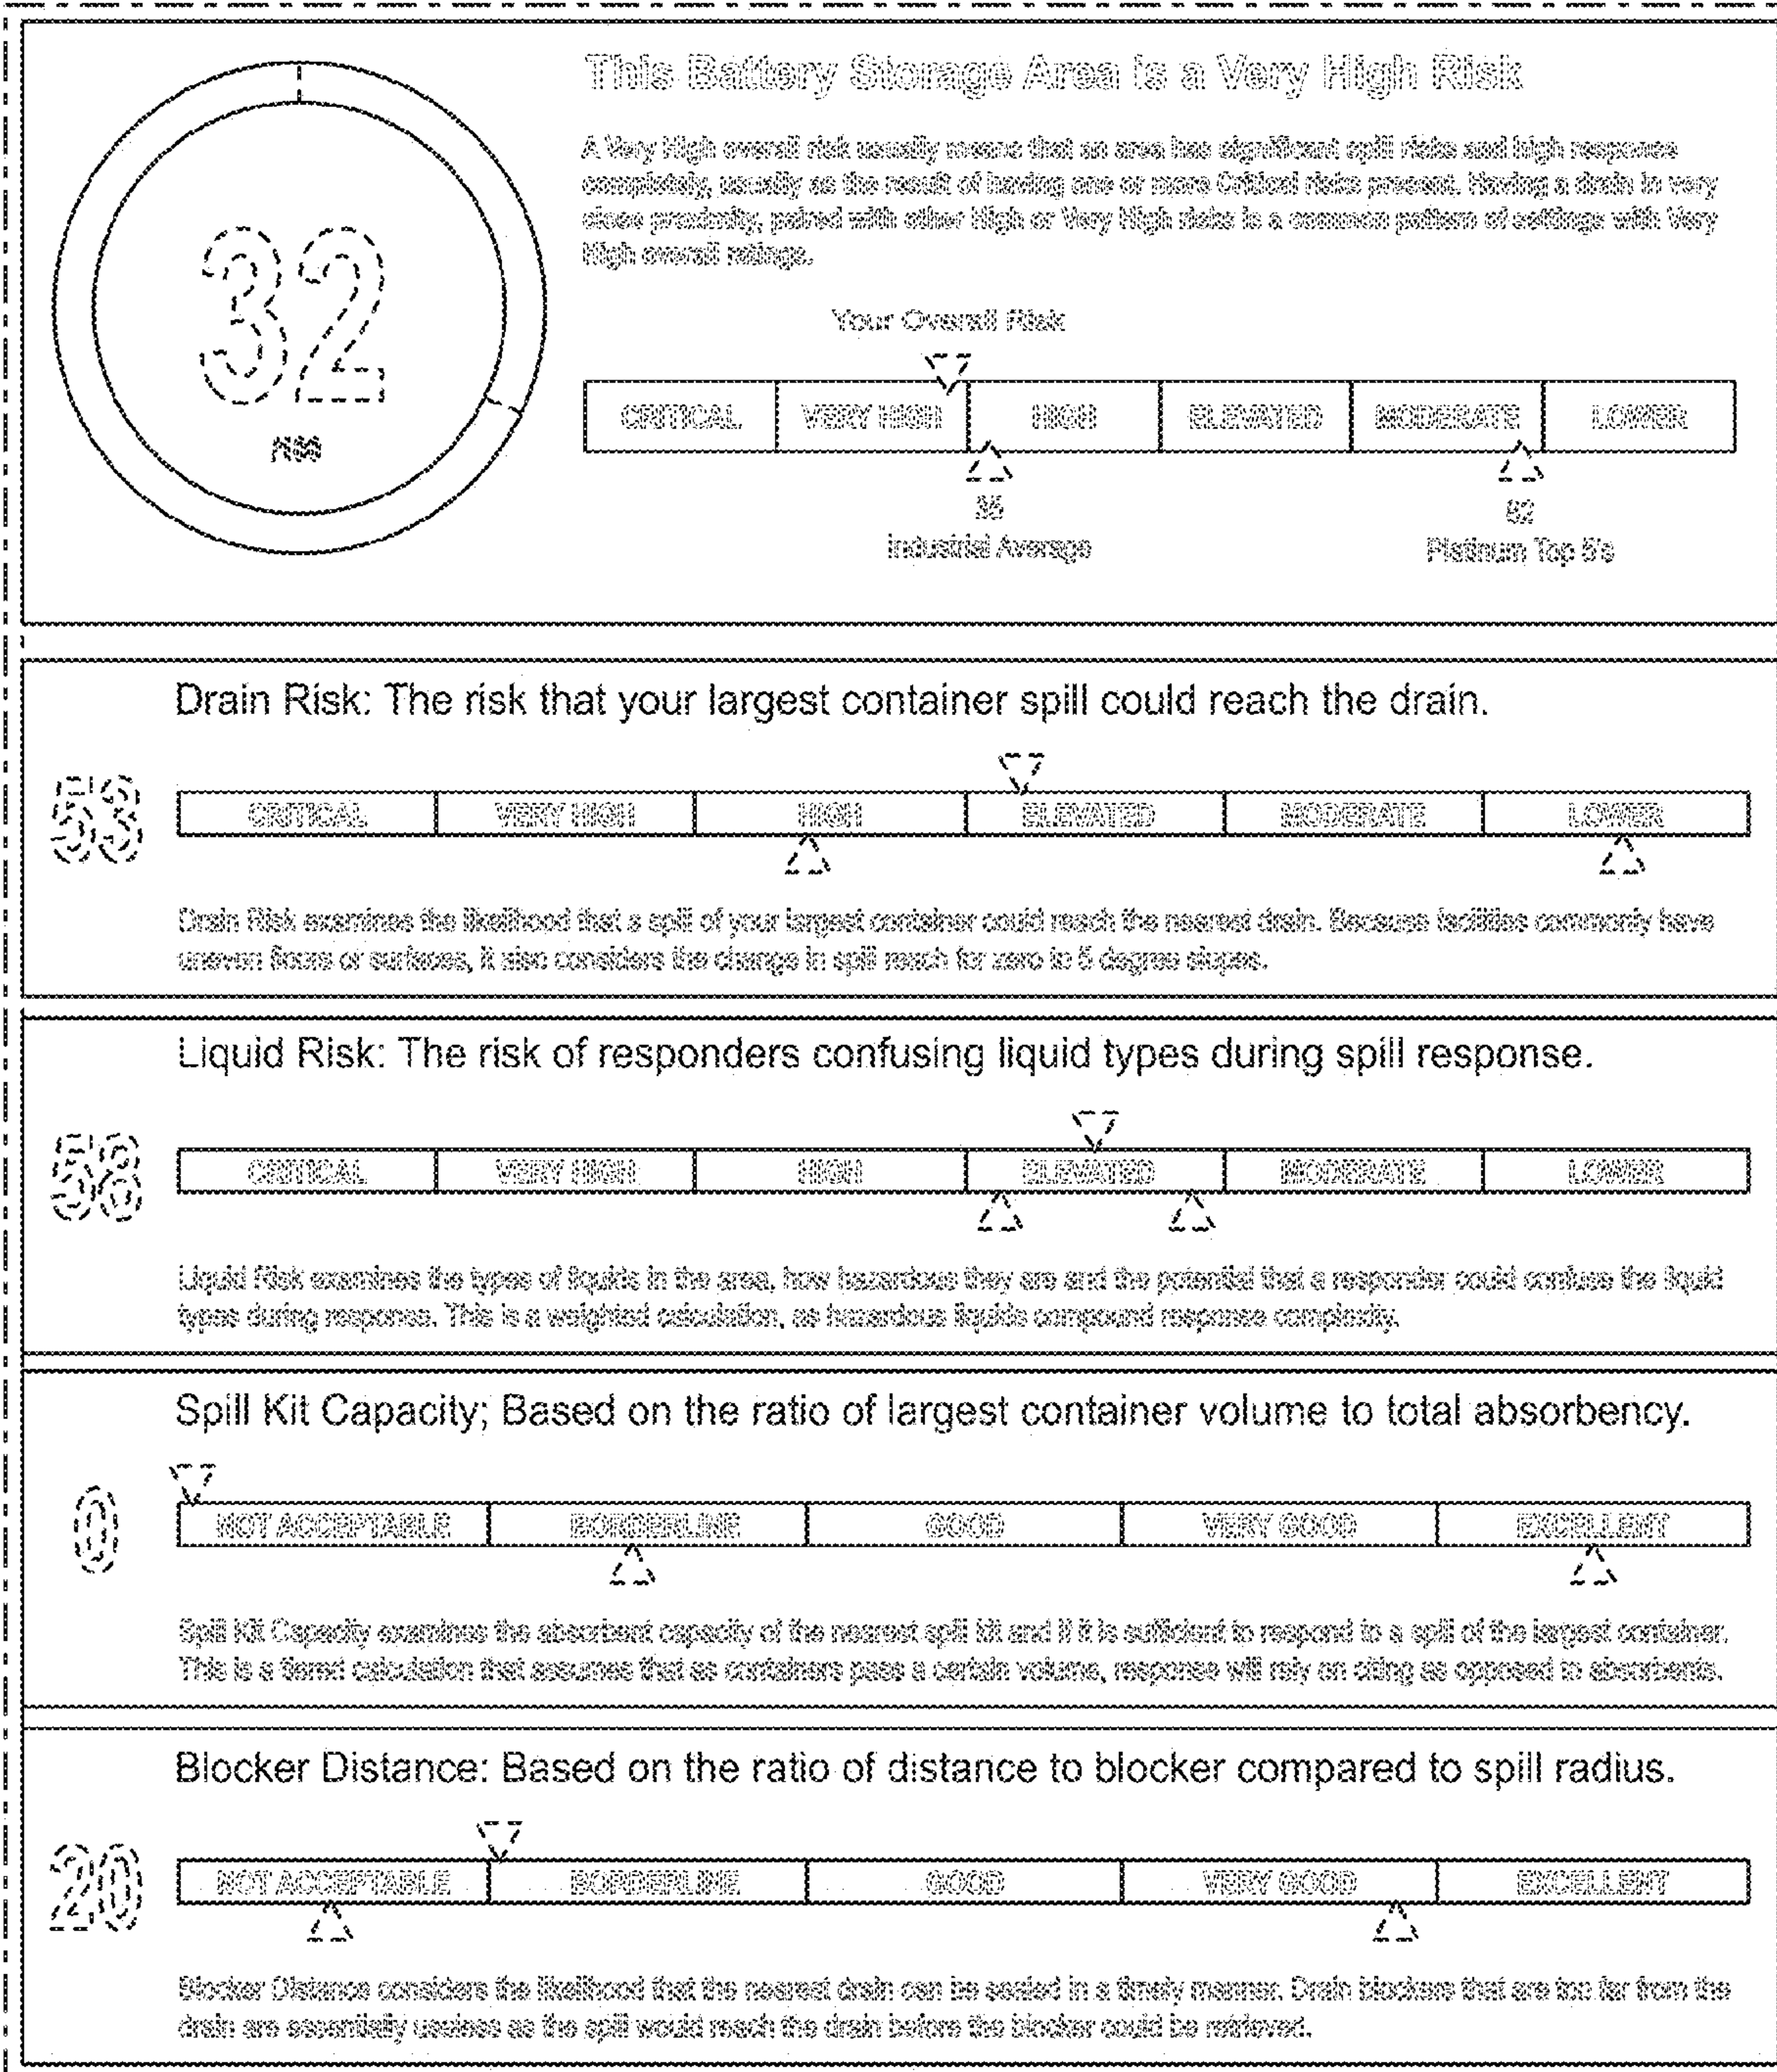 This Battery Storage Area is a Very High Risk
A Very High overall risk usually means that an area has significant spill risks and high response
completely, usually as the result of having one or more Critical risks present. Having a drain in very
close proximity, paired with other High or Very High risks is a common pattern of settings with Very
High overall ratings.
32
Your Overall Risk
CRITICAL VERY HIGH HIGH ELEVATED MODERATE LOWER
35 82
Industrial Average Platinum Top 5's
Drain Risk: The risk that your largest container spill could reach the drain.
53
CRITICAL VERY HIGH HIGH ELEVATED MODERATE LOWER
Drain Risk examines the likelihood that a spill of your largest container could reach the nearest drain. Because facilities commonly have
uneven floors or surfaces, it also considers the change in spill reach for zero to 5 degree slopes.
Liquid Risk: The risk of responders confusing liquid types during spill response.
58
CRITICAL VERY HIGH HIGH ELEVATED MODERATE LOWER
Liquid Risk examines the types of liquids in the area, how hazardous they are and the potential that a responder could confuse the liquid
types during response. This is a weighted calculation, as hazardous liquids compound response complexity.
Spill Kit Capacity; Based on the ratio of largest container volume to total absorbency.
0
NOT ACCEPTABLE BORDERLINE GOOD VERY GOOD EXCELLENT
Spill Kit Capacity examines the absorbent capacity of the nearest spill kit and if it is sufficient to respond to a spill of the largest container.
This is a tiered calculation that assumes that as containers pass a certain volume, response will rely on diking as opposed to absorbents.
Blocker Distance: Based on the ratio of distance to blocker compared to spill radius.
20
NOT ACCEPTABLE BORDERLINE GOOD VERY GOOD EXCELLENT
Blocker Distance considers the likelihood that the nearest drain can be sealed in a timely manner. Drain blockers that are too far from the
drain are essentially useless as the spill would reach the drain before the blocker could be retrieved.